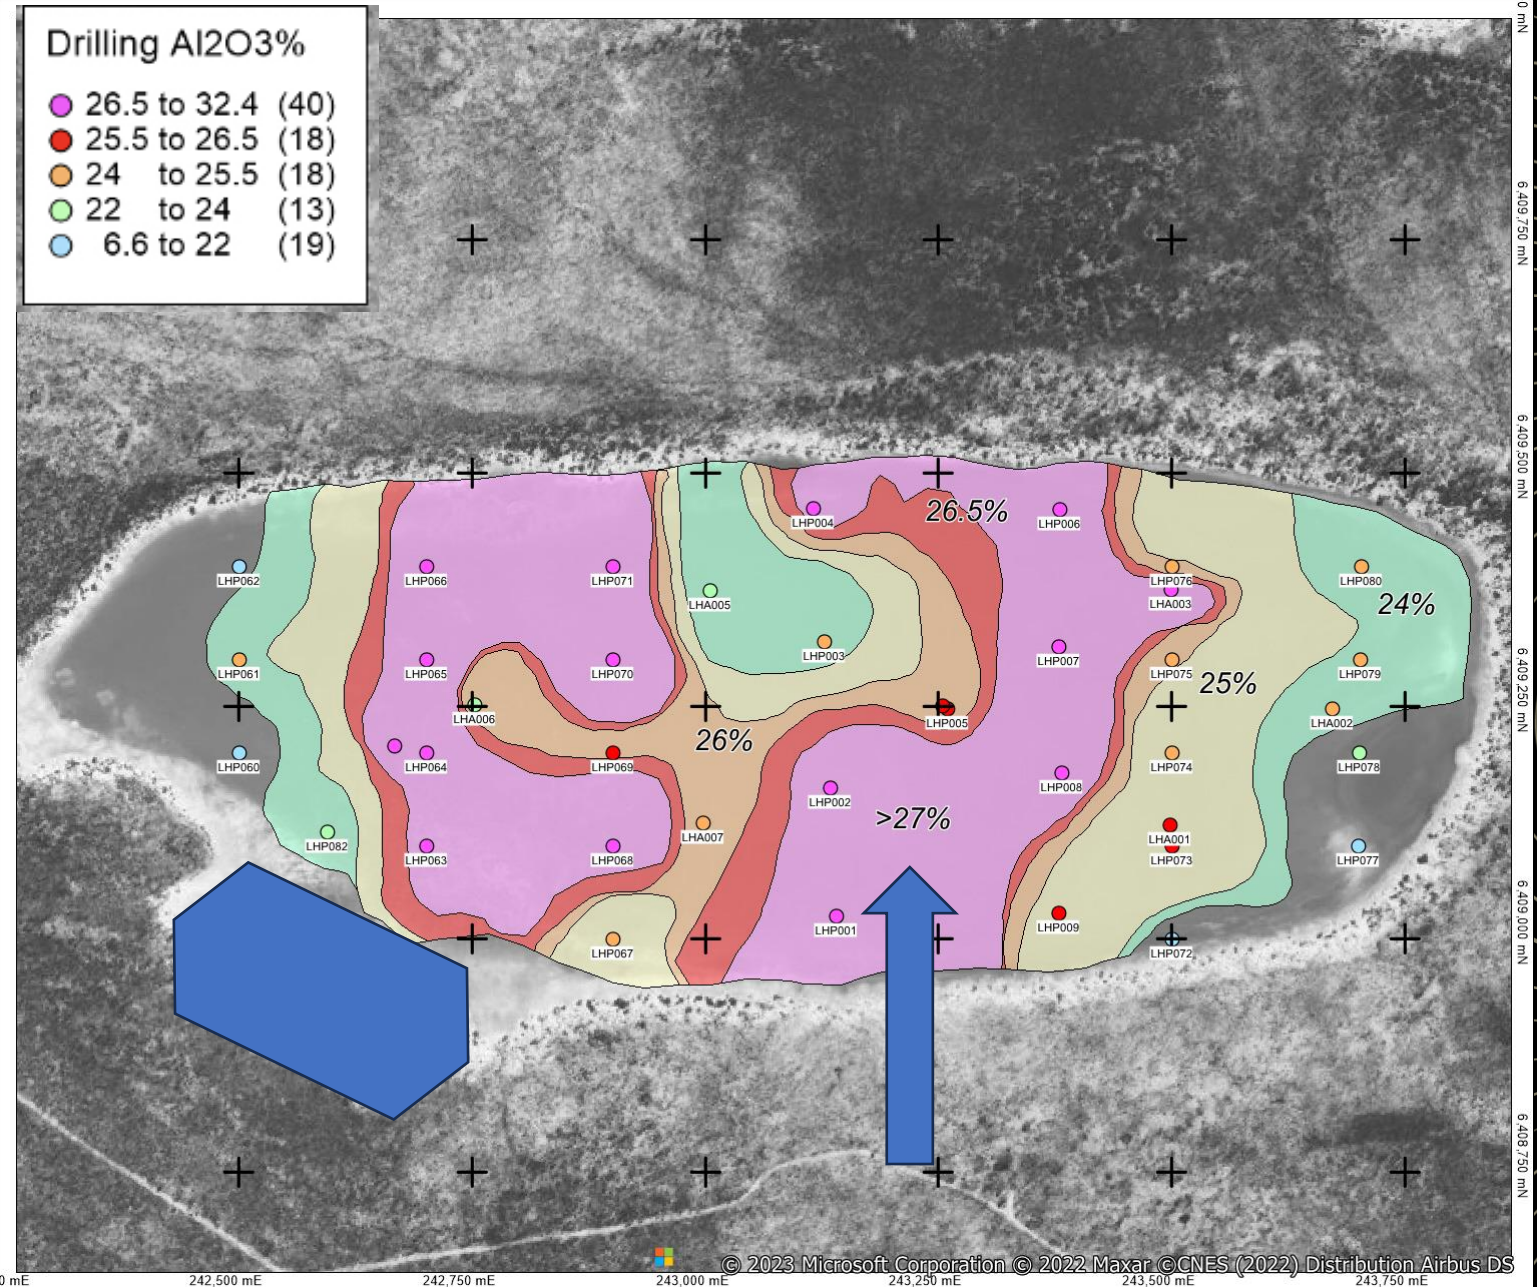 Drilling Al2O3%
26.5 to 32.4 (40)
25.5 to 26.5 (18)
24 to 25.5 (18)
22 to 24 (13)
6.6 to 22 (19)
0 mN
6,409,750 mN
6,409,500 mN
6,409,250 mN
6,409,000 mN
6,408,750 mN
26.5%
LHP004
LHP006
LHP062
LHP066
LHP071
LHP076
LHP080
LHA005
LHA003
24%
LHP003
LHP061
LHP065
LHP070
LHP007
LHP075
LHP079
25%
LHA006
LHP005
LHA002
26%
LHP060
LHP064
LHP069
LHP074
LHP078
LHP008
LHP002
>27%
LHP082
LHA007
LHA001
LHP063
LHP068
LHP073
LHP077
LHP001
LHP009
LHP067
LHP072
© 2023 Microsoft Corporation © 2022 Maxar ©CNES (2022) Distribution Airbus DS
0 mE
242,500 mE
242,750 mE
243,000 mE
243,250 mE
243,500 mE
243,750 mE